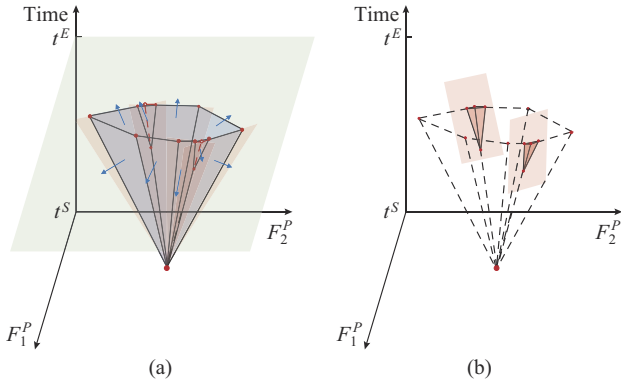 Time
t^E
t^S
F_2^P
F_1^P
(a)
Time
t^E
t^S
F_2^P
F_1^P
(b)